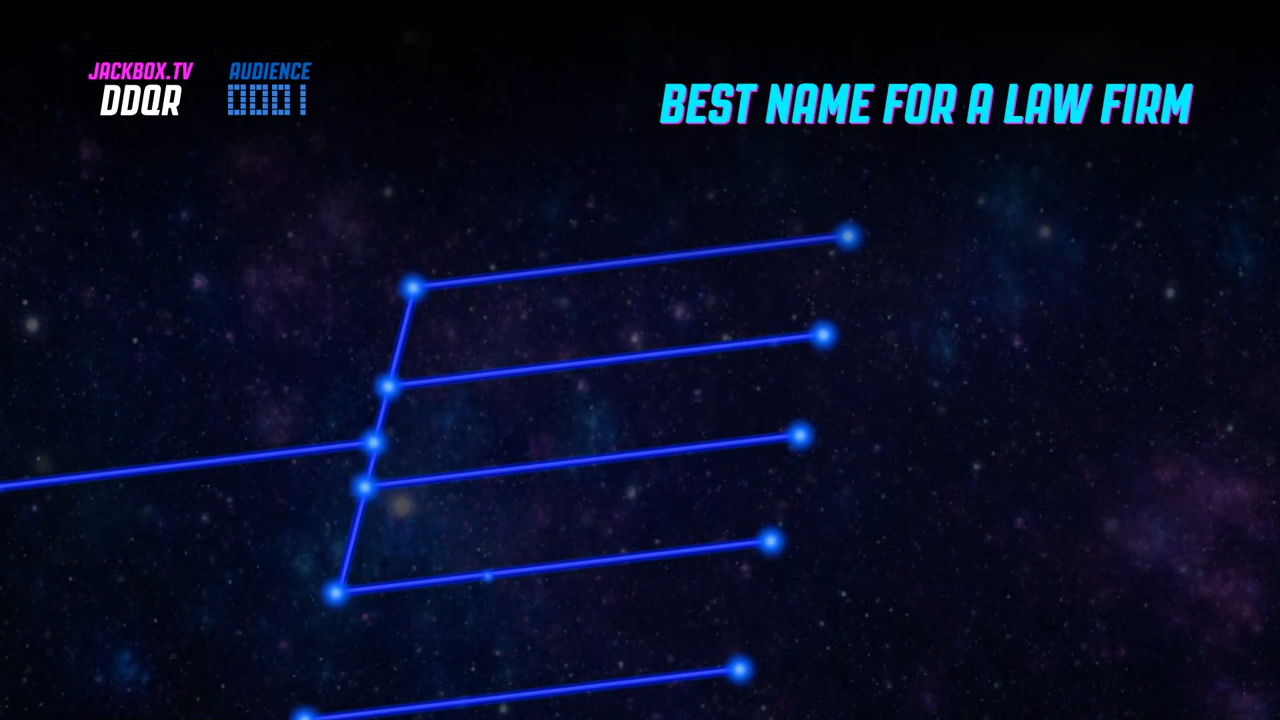 JACKBOX.TV
DDQR
AUDIENCE
0001
BEST NAME FOR A LAW FIRM